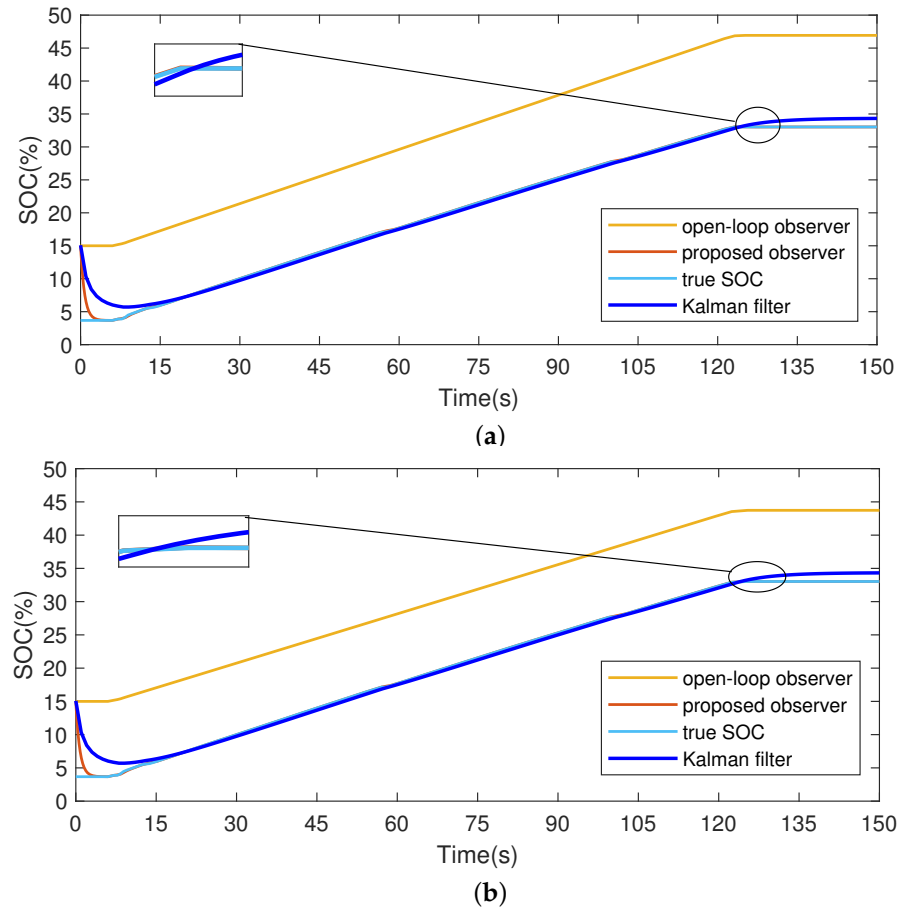 50
45
40
35
30
25
20
15
10
5
0
SOC(%)
open-loop observer
proposed observer
true SOC
Kalman filter
0 15 30 45 60 75 90 105 120 135 150
Time(s)
(a)
50
45
40
35
30
25
20
15
10
5
0
SOC(%)
open-loop observer
proposed observer
true SOC
Kalman filter
0 15 30 45 60 75 90 105 120 135 150
Time(s)
(b)